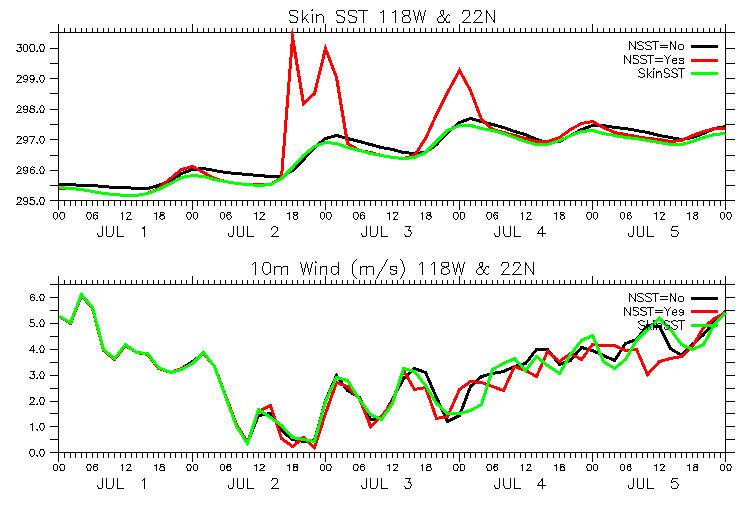 Skin SST 118W & 22N
300.0
299.0
298.0
297.0
296.0
295.0
NSST=No
NSST=Yes
SkinSST
00 06 12 18 00 06 12 18 00 06 12 18 00 06 12 18 00 06 12 18 00
JUL 1 JUL 2 JUL 3 JUL 4 JUL 5
10m Wind (m/s) 118W & 22N
6.0
5.0
4.0
3.0
2.0
1.0
0.0
NSST=No
NSST=Yes
SkinSST
00 06 12 18 00 06 12 18 00 06 12 18 00 06 12 18 00 06 12 18 00
JUL 1 JUL 2 JUL 3 JUL 4 JUL 5